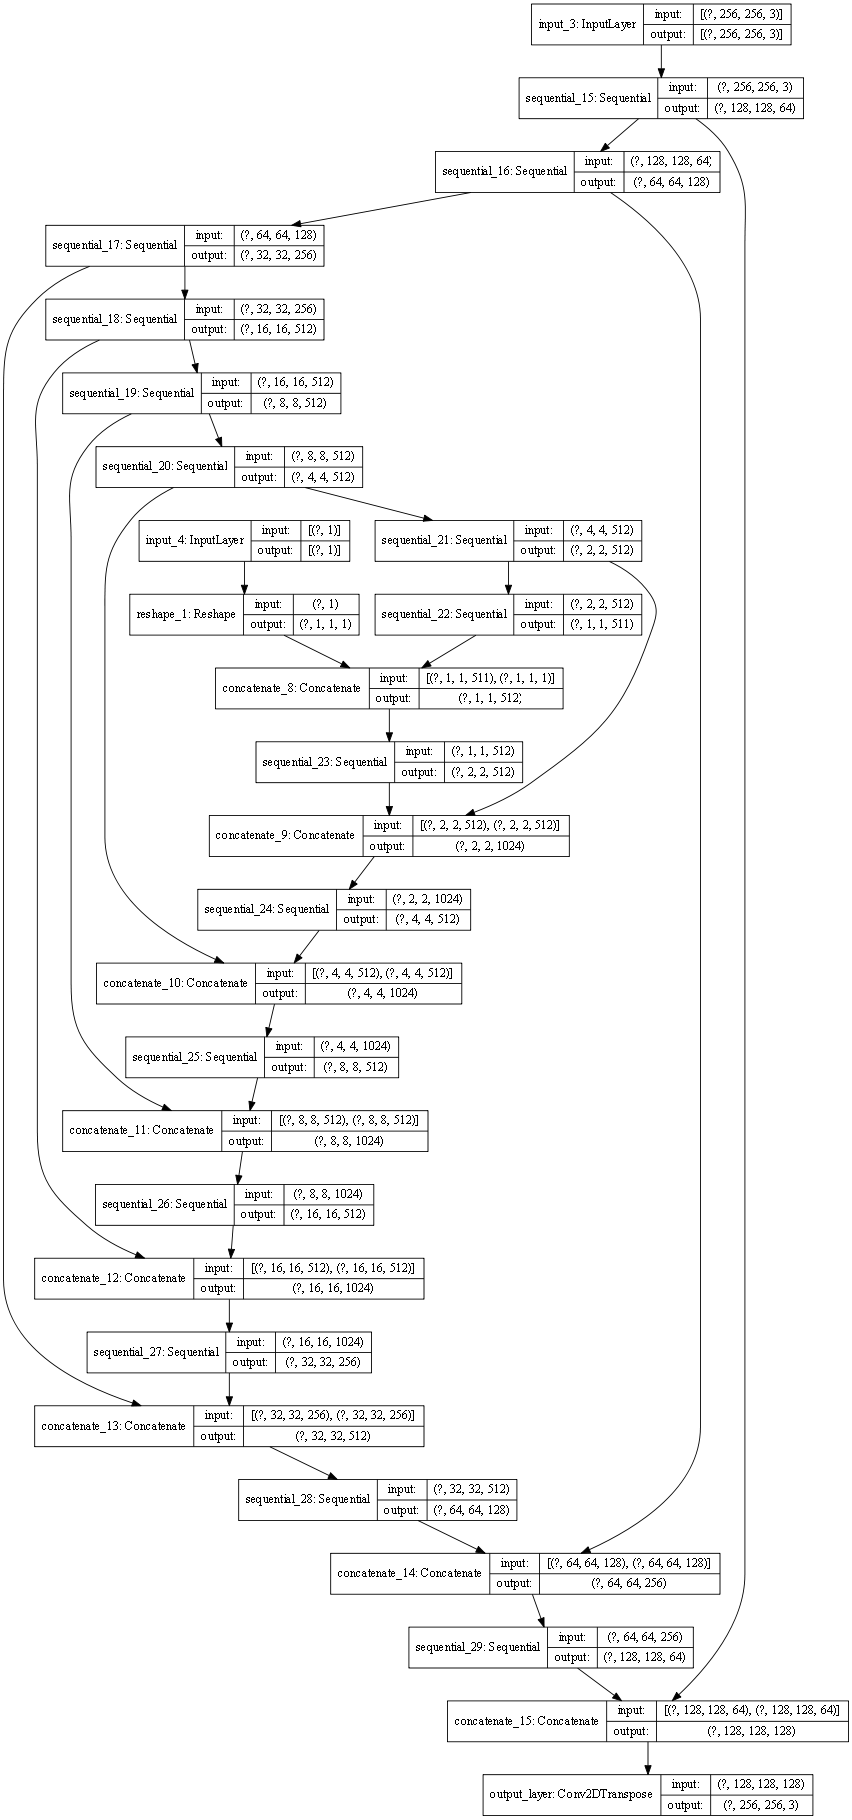 input_3: InputLayer
input: [(?, 256, 256, 3)]
output: [(?, 256, 256, 3)]
sequential_15: Sequential
input: (?, 256, 256, 3)
output: (?, 128, 128, 64)
sequential_16: Sequential
input: (?, 128, 128, 64)
output: (?, 64, 64, 128)
sequential_17: Sequential
input: (?, 64, 64, 128)
output: (?, 32, 32, 256)
sequential_18: Sequential
input: (?, 32, 32, 256)
output: (?, 16, 16, 512)
sequential_19: Sequential
input: (?, 16, 16, 512)
output: (?, 8, 8, 512)
sequential_20: Sequential
input: (?, 8, 8, 512)
output: (?, 4, 4, 512)
input_4: InputLayer
input: [(?, 1)]
output: [(?, 1)]
sequential_21: Sequential
input: (?, 4, 4, 512)
output: (?, 2, 2, 512)
reshape_1: Reshape
input: (?, 1)
output: (?, 1, 1, 1)
sequential_22: Sequential
input: (?, 2, 2, 512)
output: (?, 1, 1, 511)
concatenate_8: Concatenate
input: [(?, 1, 1, 511), (?, 1, 1, 1)]
output: (?, 1, 1, 512)
sequential_23: Sequential
input: (?, 1, 1, 512)
output: (?, 2, 2, 512)
concatenate_9: Concatenate
input: [(?, 2, 2, 512), (?, 2, 2, 512)]
output: (?, 2, 2, 1024)
sequential_24: Sequential
input: (?, 2, 2, 1024)
output: (?, 4, 4, 512)
concatenate_10: Concatenate
input: [(?, 4, 4, 512), (?, 4, 4, 512)]
output: (?, 4, 4, 1024)
sequential_25: Sequential
input: (?, 4, 4, 1024)
output: (?, 8, 8, 512)
concatenate_11: Concatenate
input: [(?, 8, 8, 512), (?, 8, 8, 512)]
output: (?, 8, 8, 1024)
sequential_26: Sequential
input: (?, 8, 8, 1024)
output: (?, 16, 16, 512)
concatenate_12: Concatenate
input: [(?, 16, 16, 512), (?, 16, 16, 512)]
output: (?, 16, 16, 1024)
sequential_27: Sequential
input: (?, 16, 16, 1024)
output: (?, 32, 32, 256)
concatenate_13: Concatenate
input: [(?, 32, 32, 256), (?, 32, 32, 256)]
output: (?, 32, 32, 512)
sequential_28: Sequential
input: (?, 32, 32, 512)
output: (?, 64, 64, 128)
concatenate_14: Concatenate
input: [(?, 64, 64, 128), (?, 64, 64, 128)]
output: (?, 64, 64, 256)
sequential_29: Sequential
input: (?, 64, 64, 256)
output: (?, 128, 128, 64)
concatenate_15: Concatenate
input: [(?, 128, 128, 64), (?, 128, 128, 64)]
output: (?, 128, 128, 128)
output_layer: Conv2DTranspose
input: (?, 128, 128, 128)
output: (?, 256, 256, 3)